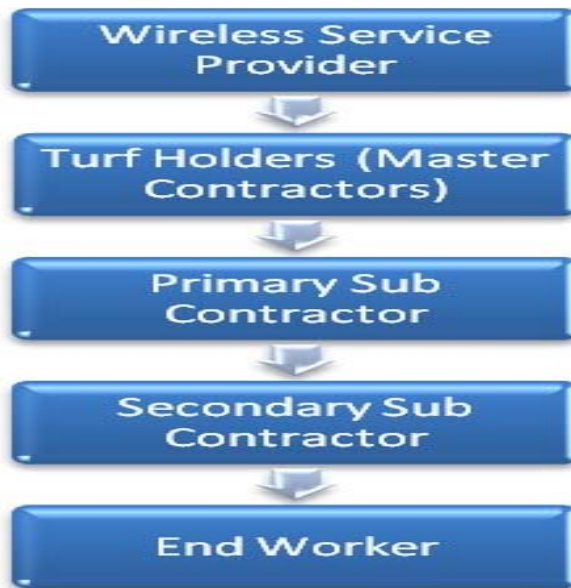 Wireless Service
Provider
Turf Holders (Master
Contractors)
Primary Sub
Contractor
Secondary Sub
Contractor
End Worker